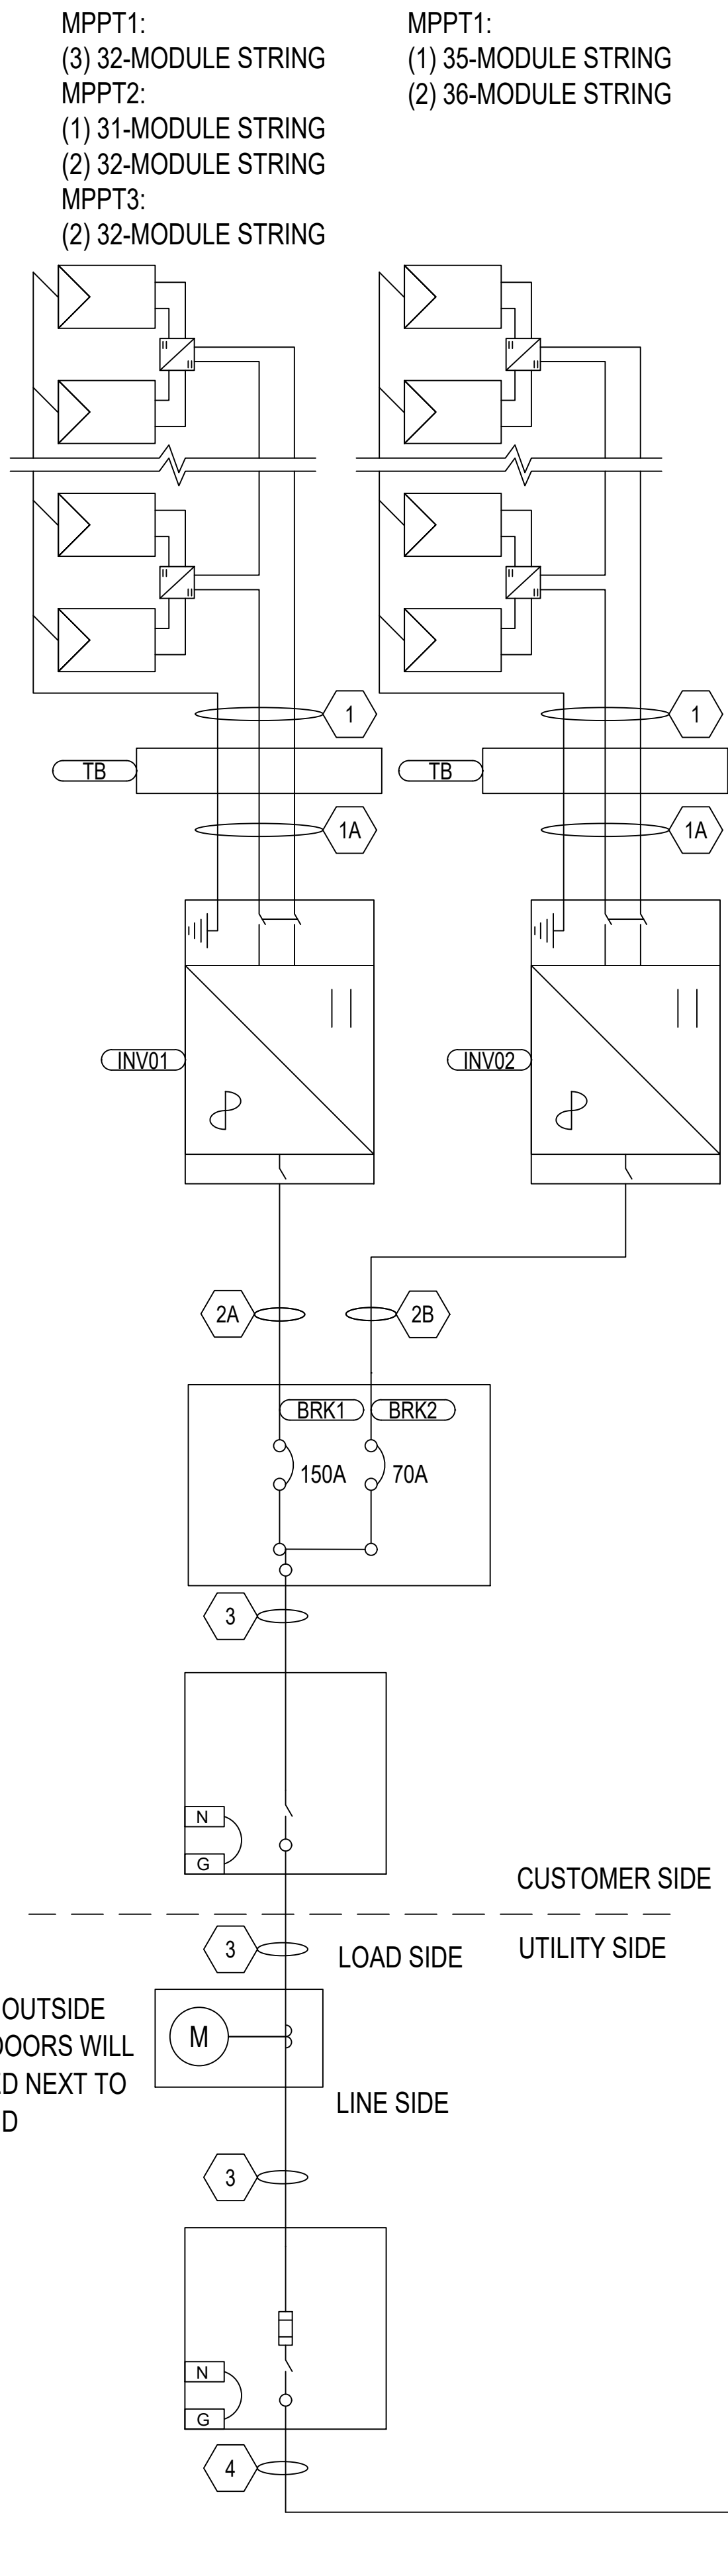 MPPT1:
(3) 32-MODULE STRING
MPPT2:
(1) 31-MODULE STRING
(2) 32-MODULE STRING
MPPT3:
(2) 32-MODULE STRING
MPPT1:
(1) 35-MODULE STRING
(2) 36-MODULE STRING
1
1
TB
TB
1A
1A
INV01
INV02
2A
2B
BRK1
BRK2
150A
70A
3
N
G
CUSTOMER SIDE
UTILITY SIDE
3
LOAD SIDE
OUTSIDE
DOORS WILL
NEXT TO
M
LINE SIDE
3
N
G
4